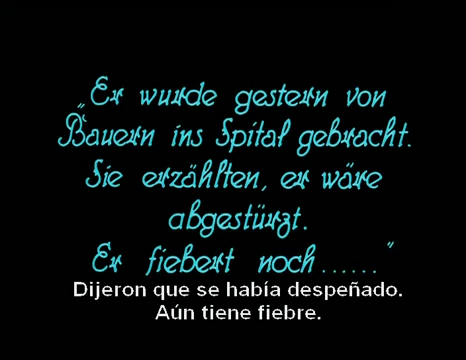 „Er wurde gestern von
Bauern ins Spital gebracht.
Sie erzählten, er wäre
abgestürzt.
Er fiebert noch......"
Dijeron que se había despeñado.
Aún tiene fiebre.